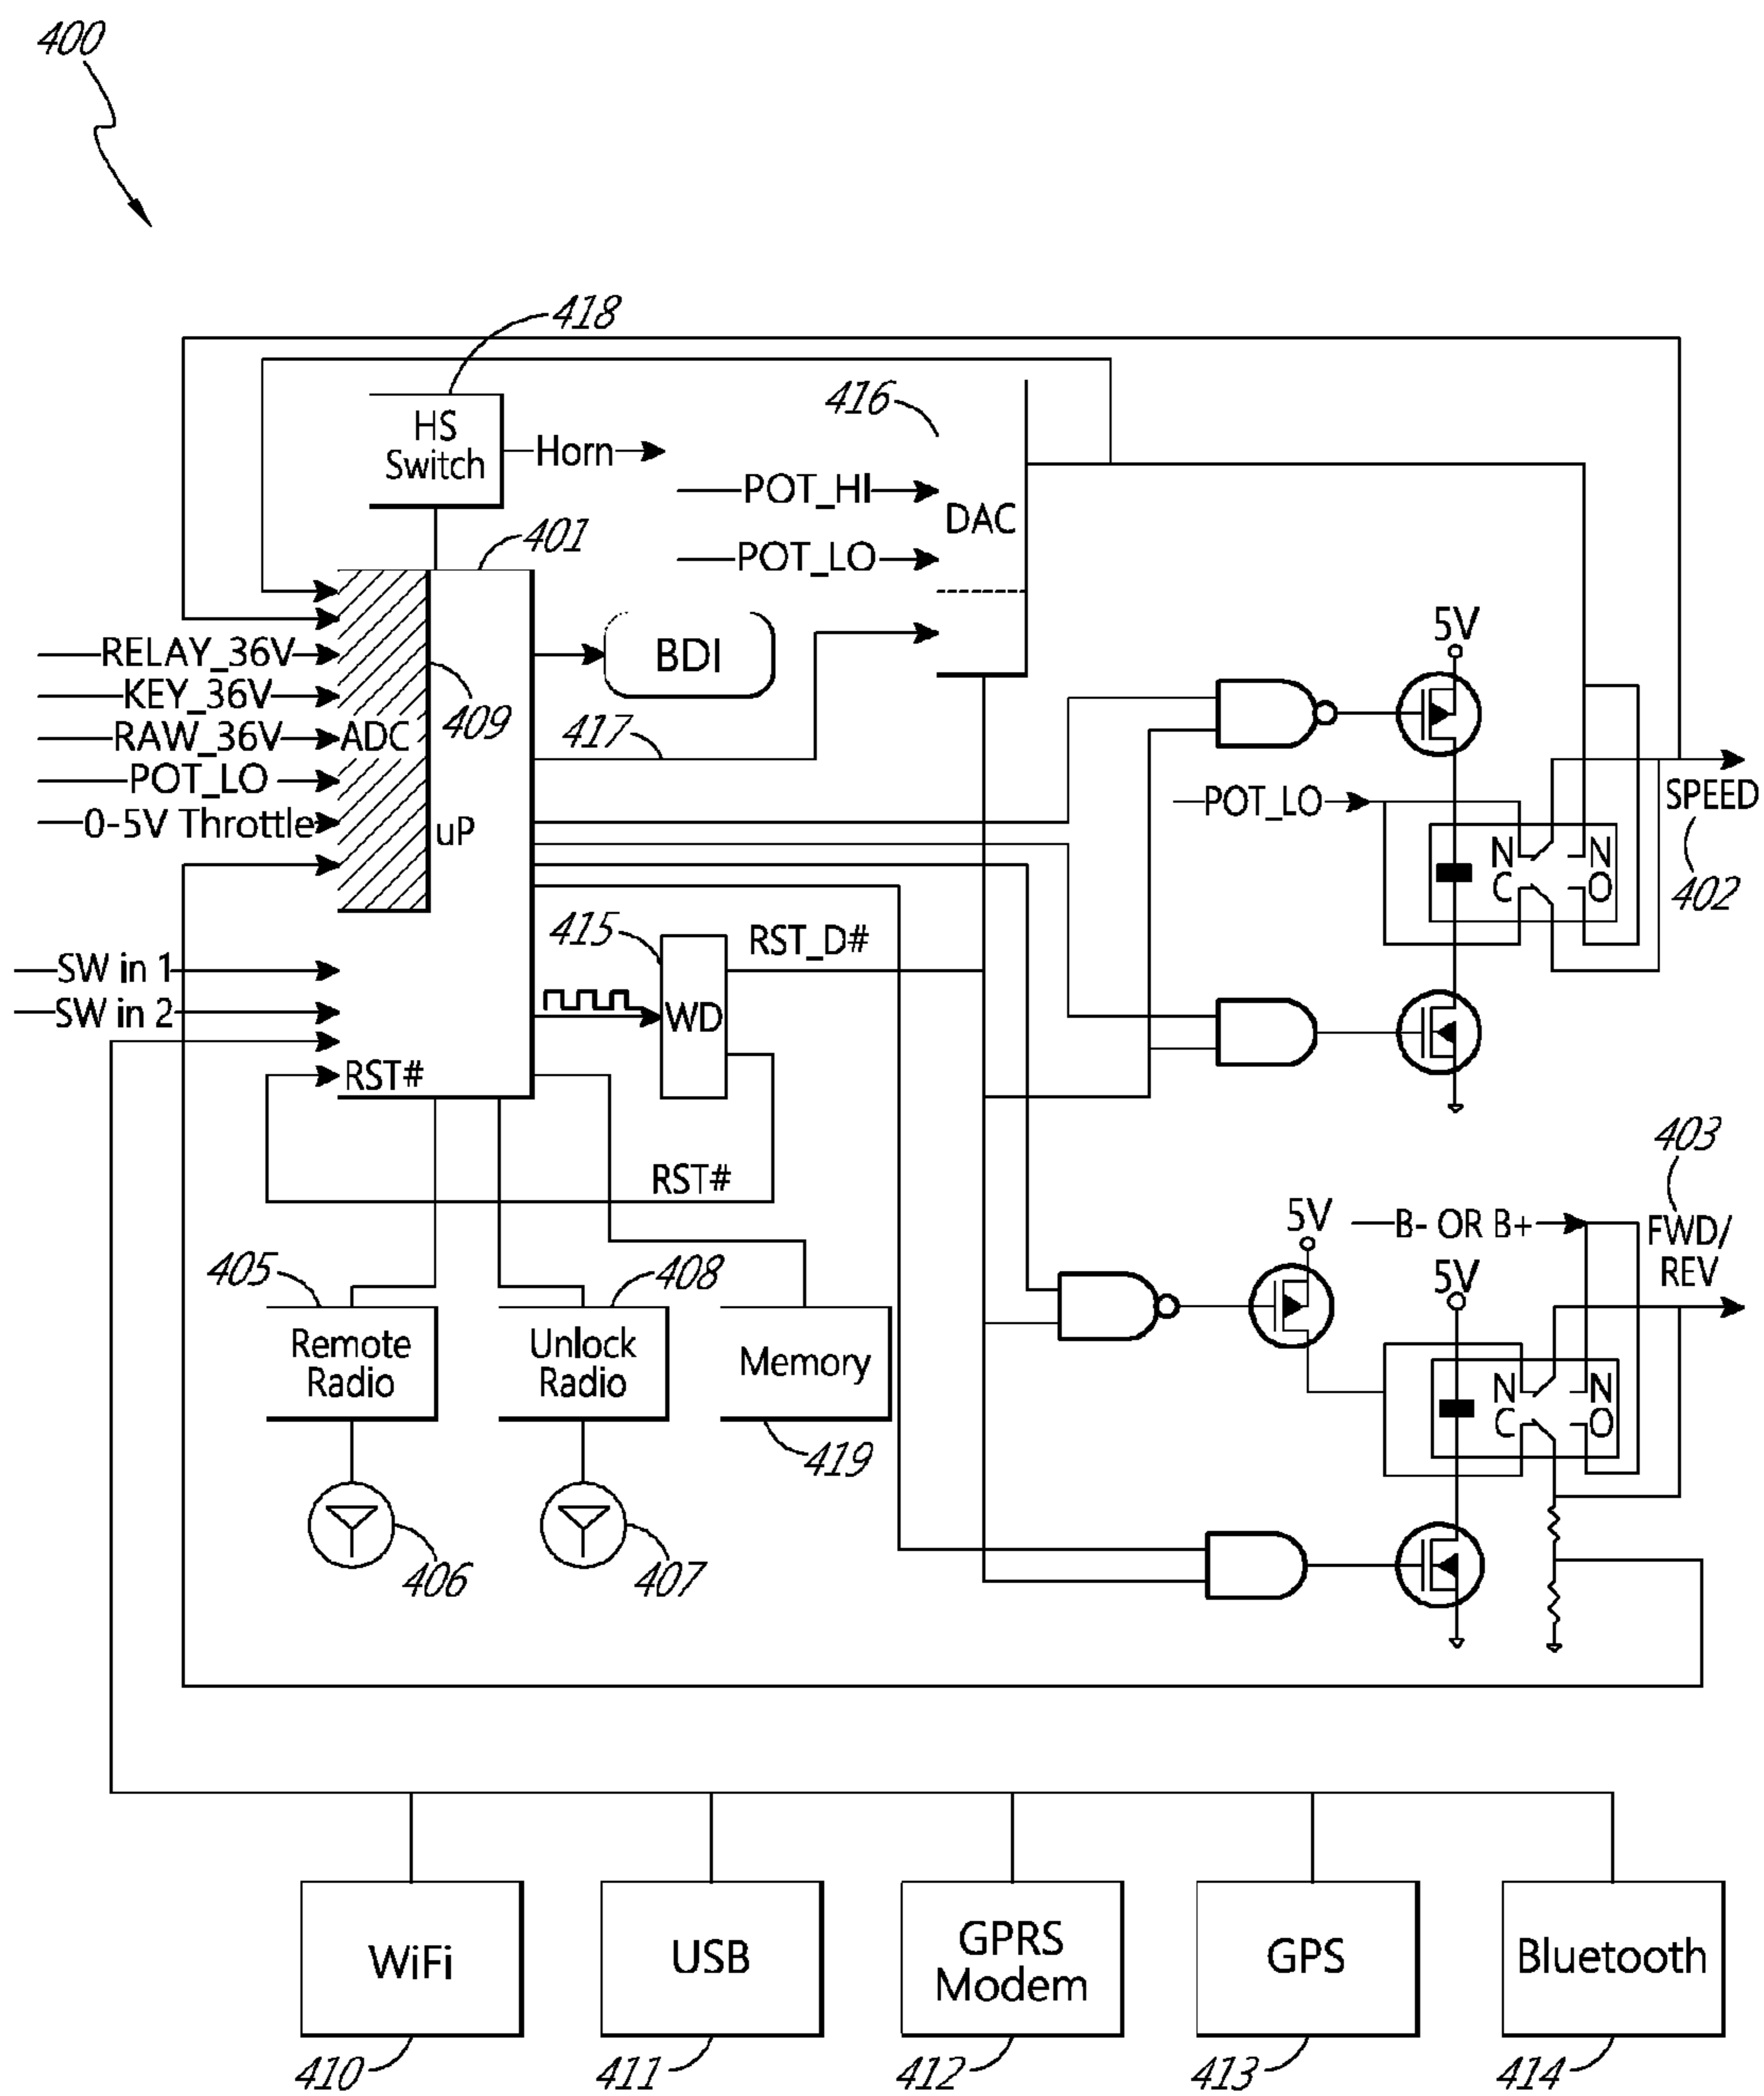 400
418
HS
Switch
Horn
416
POT_HI
DAC
POT_LO
401
RELAY_36V
KEY_36V
RAW_36V
ADC
POT_LO
0-5V Throttle
409
uP
BDI
417
5V
POT_LO
SPEED
402
N
C
N
O
SW in 1
SW in 2
415
WD
RST_D#
RST#
RST#
403
5V
B- OR B+
FWD/
REV
5V
N
C
N
O
405
Remote
Radio
408
Unlock
Radio
Memory
419
406
407
WiFi
USB
GPRS
Modem
GPS
Bluetooth
410
411
412
413
414